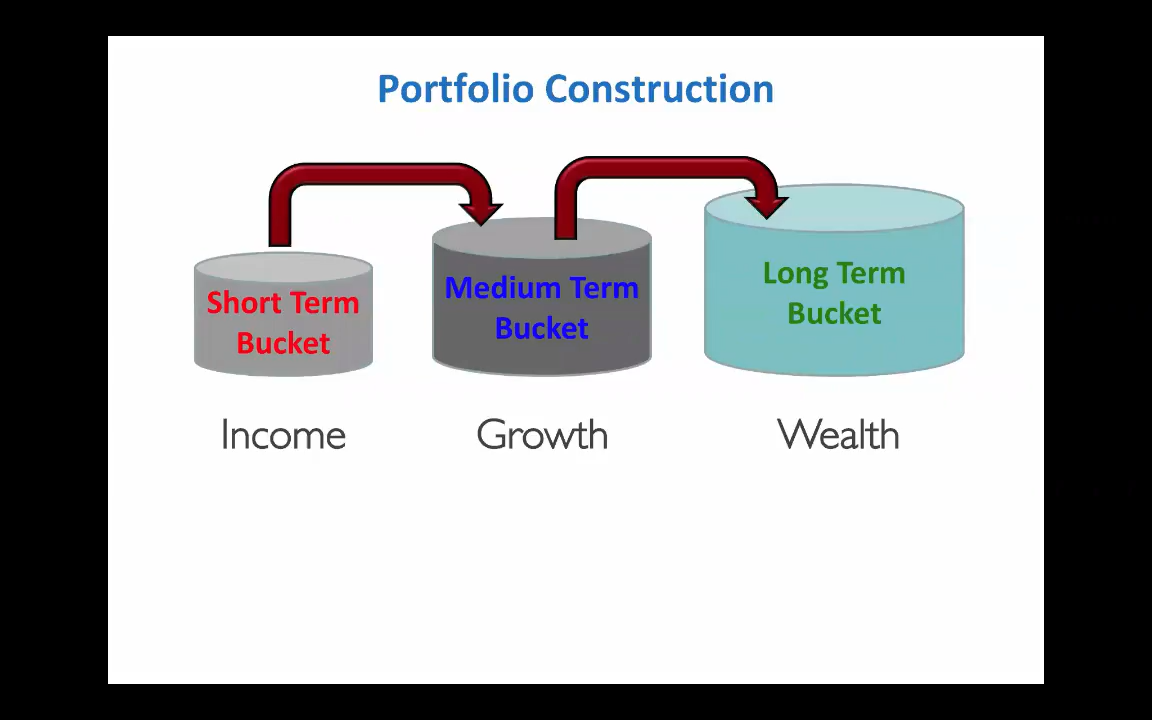 Portfolio Construction
Short Term
Bucket
Medium Term
Bucket
Long Term
Bucket
Income
Growth
Wealth